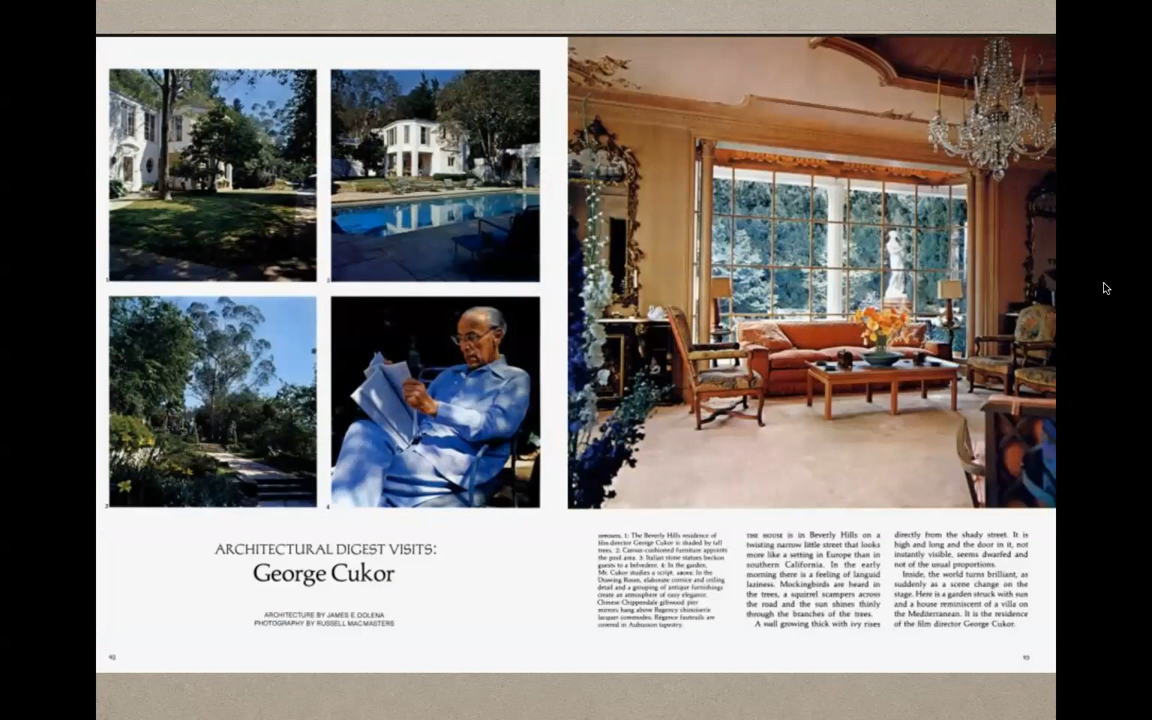 1
2
3
4
ARCHITECTURAL DIGEST VISITS:
George Cukor
ARCHITECTURE BY JAMES E. DOLENA
PHOTOGRAPHY BY RUSSELL MACMASTERS
OPPOSITE, 1: The Beverly Hills residence of
film director George Cukor is shaded by tall
trees. 2: Canvas-cushioned furniture appoints
the pool area. 3: Italian stone statues beckon
guests to a belvedere. 4: In the garden,
Mr. Cukor studies a script. ABOVE: In the
Drawing Room, elaborate cornice and ceiling
detail and a grouping of antique furnishings
create an atmosphere of easy elegance.
Chinese Chippendale giltwood pier
mirrors hang above Regency chinoiserie
lacquer commodes. Régence fauteuils are
covered in Aubusson tapestry.
THE HOUSE is in Beverly Hills on a
twisting narrow little street that looks
more like a setting in Europe than in
southern California. In the early
morning there is a feeling of languid
laziness. Mockingbirds are heard in
the trees, a squirrel scampers across
the road and the sun shines thinly
through the branches of the trees.
A wall growing thick with ivy rises
directly from the shady street. It is
high and long and the door in it, not
instantly visible, seems dwarfed and
not of the usual proportions.
Inside, the world turns brilliant, as
suddenly as a scene change on the
stage. Here is a garden struck with sun
and a house reminiscent of a villa on
the Mediterranean. It is the residence
of the film director George Cukor.
93